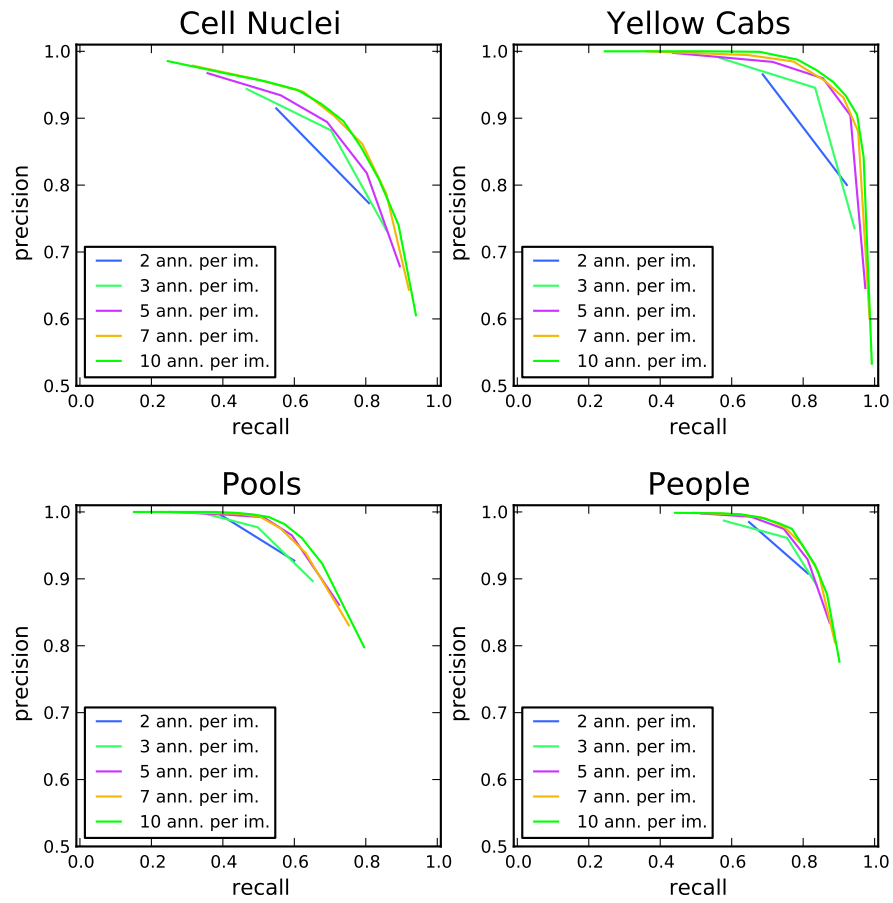 Cell Nuclei
precision
1.0
0.9
0.8
0.7
0.6
0.5
2 ann. per im.
3 ann. per im.
5 ann. per im.
7 ann. per im.
10 ann. per im.
0.0 0.2 0.4 0.6 0.8 1.0
recall
Yellow Cabs
precision
1.0
0.9
0.8
0.7
0.6
0.5
2 ann. per im.
3 ann. per im.
5 ann. per im.
7 ann. per im.
10 ann. per im.
0.0 0.2 0.4 0.6 0.8 1.0
recall
Pools
precision
1.0
0.9
0.8
0.7
0.6
0.5
2 ann. per im.
3 ann. per im.
5 ann. per im.
7 ann. per im.
10 ann. per im.
0.0 0.2 0.4 0.6 0.8 1.0
recall
People
precision
1.0
0.9
0.8
0.7
0.6
0.5
2 ann. per im.
3 ann. per im.
5 ann. per im.
7 ann. per im.
10 ann. per im.
0.0 0.2 0.4 0.6 0.8 1.0
recall